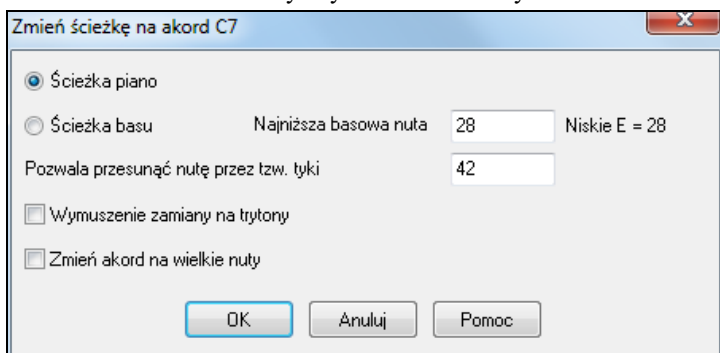 Zmień ścieżkę na akord C7
Ścieżka piano
Ścieżka basu Najniższa basowa nuta 28 Niskie E = 28
Pozwala przesunąć nutę przez tzw. tyki 42
Wymuszenie zamiany na trytony
Zmień akord na wielkie nuty
OK Anuluj Pomoc